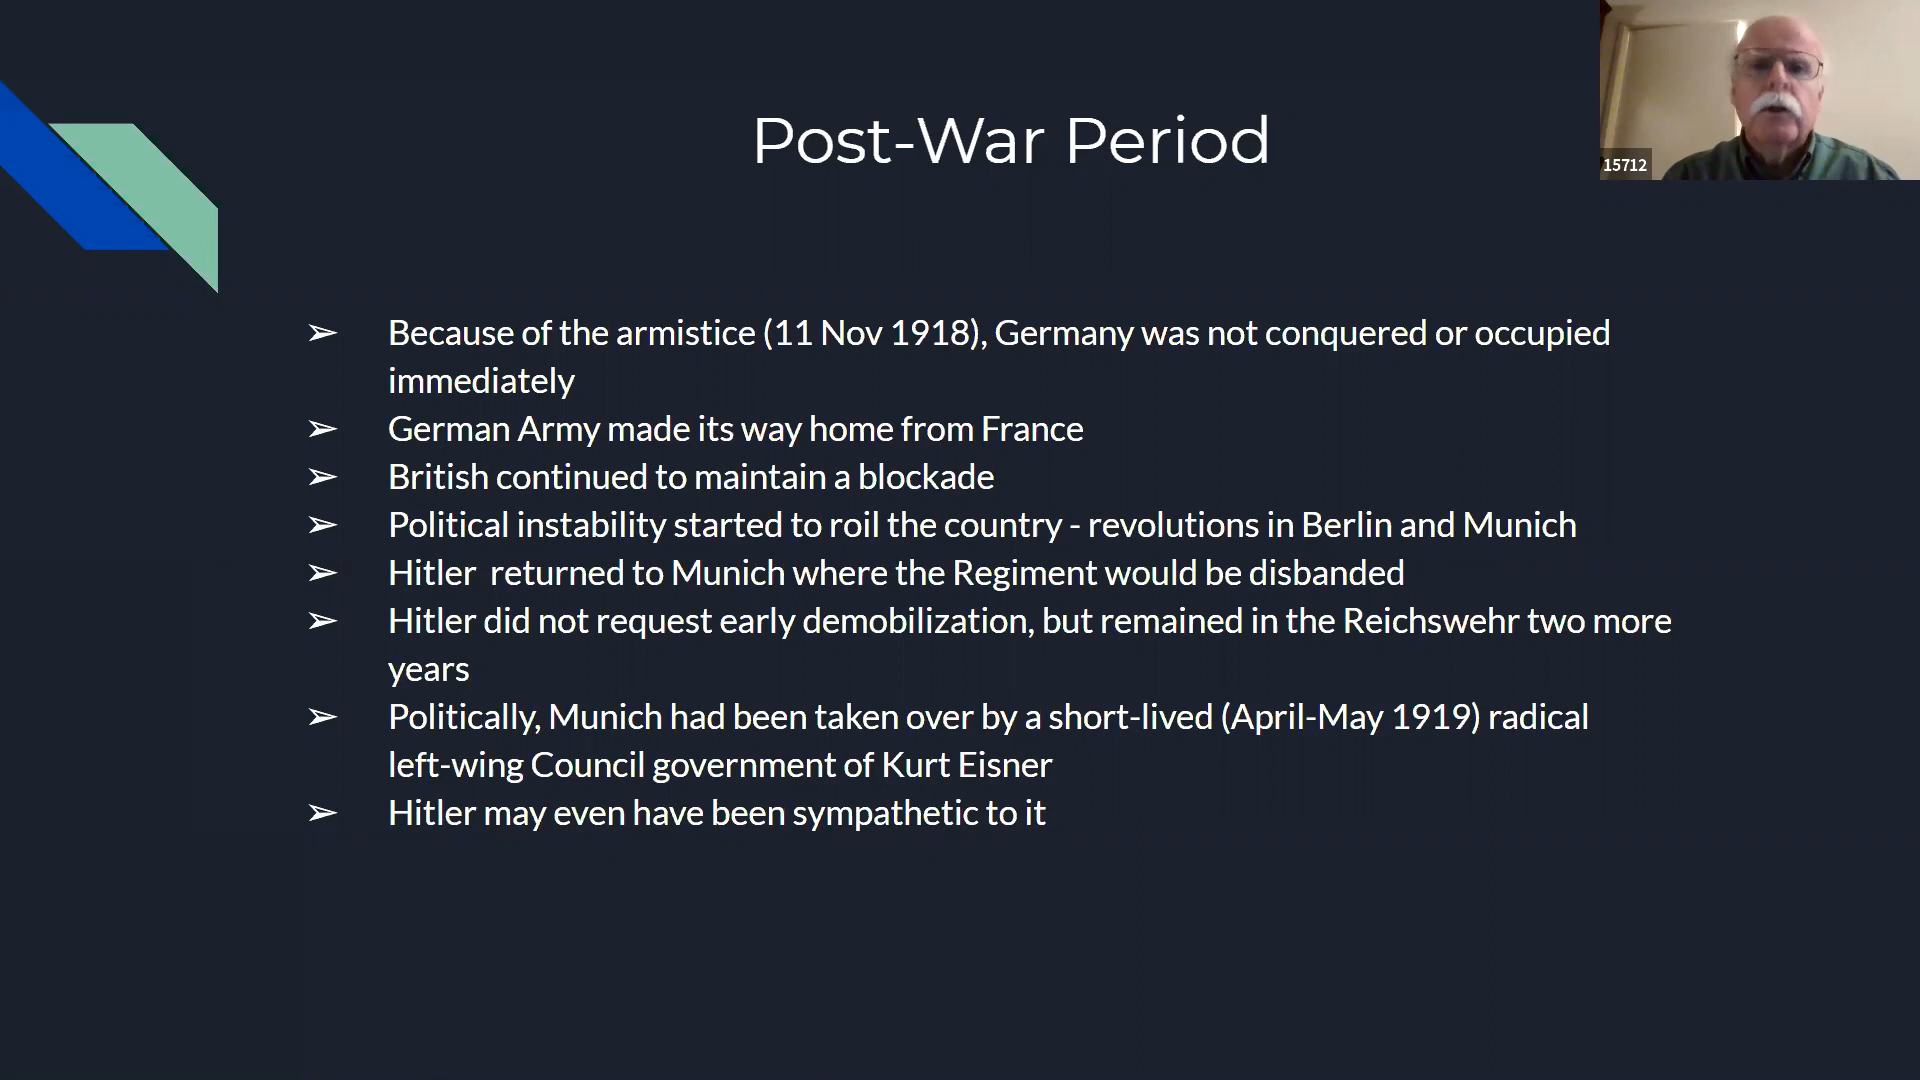 Post-War Period
15712
➢ Because of the armistice (11 Nov 1918), Germany was not conquered or occupied
immediately
➢ German Army made its way home from France
➢ British continued to maintain a blockade
➢ Political instability started to roil the country - revolutions in Berlin and Munich
➢ Hitler  returned to Munich where the Regiment would be disbanded
➢ Hitler did not request early demobilization, but remained in the Reichswehr two more
years
➢ Politically, Munich had been taken over by a short-lived (April-May 1919) radical
left-wing Council government of Kurt Eisner
➢ Hitler may even have been sympathetic to it